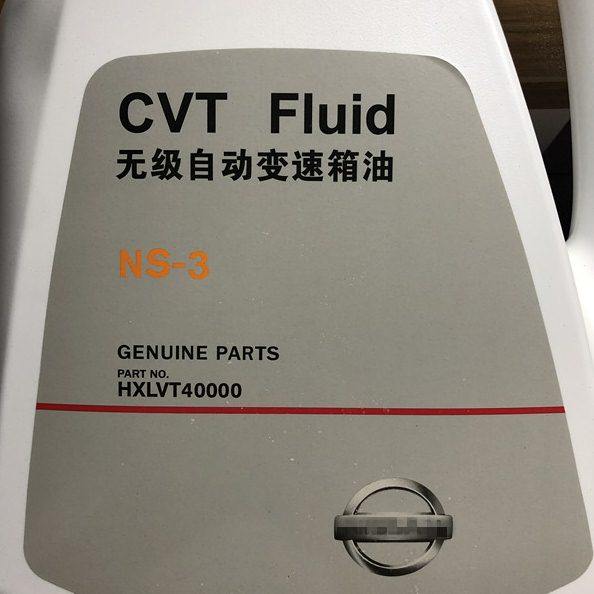 CVT Fluid
无级自动变速箱油
NS-3
GENUINE PARTS
PART NO.
HXLVT40000